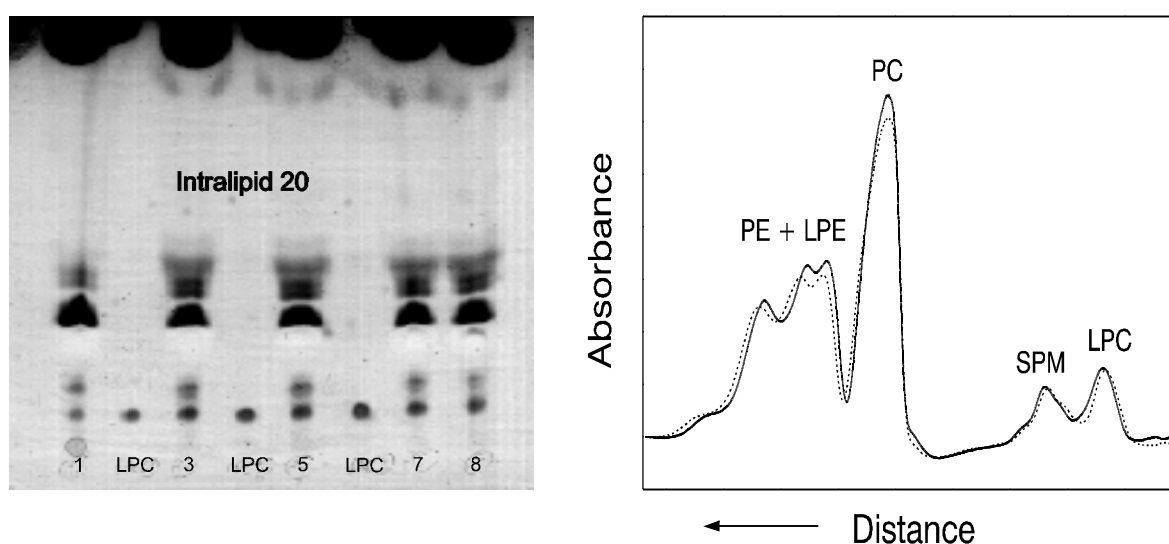 Intralipid 20
1 LPC 3 LPC 5 LPC 7 8
PC
PE + LPE
SPM
LPC
Absorbance
Distance